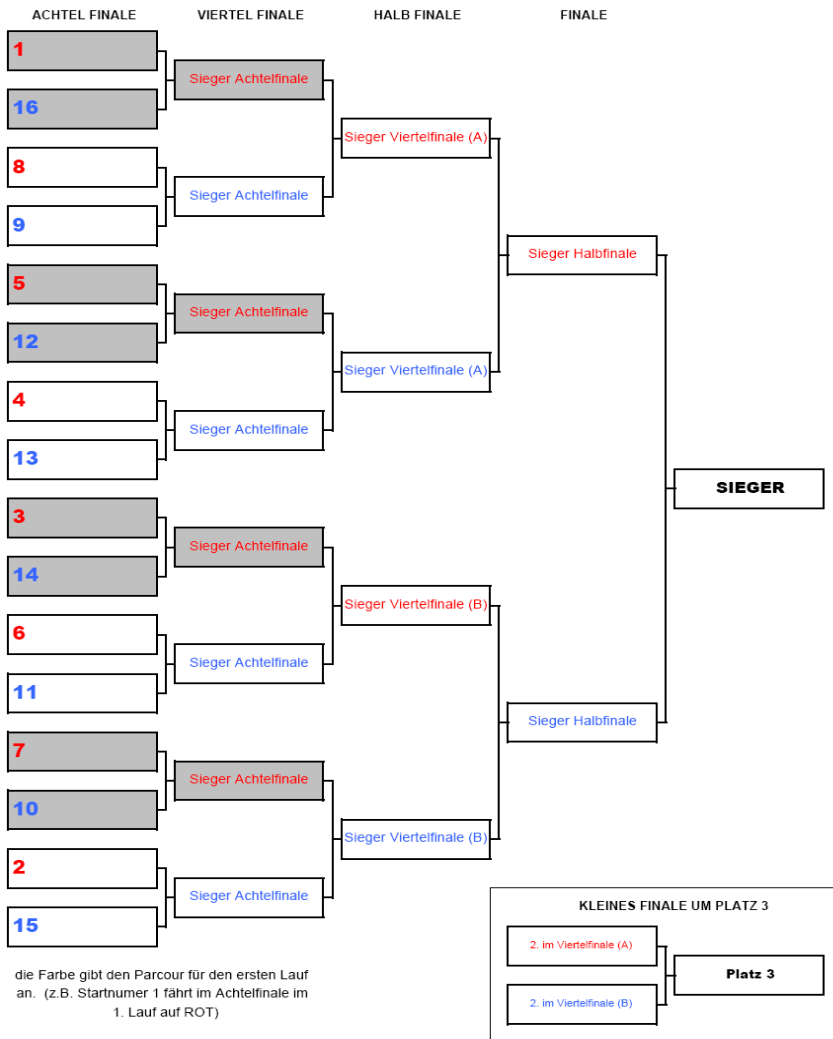 ACHTEL FINALE
VIERTEL FINALE
HALB FINALE
FINALE
1
16
8
9
5
12
4
13
3
14
6
11
7
10
2
15
Sieger Achtelfinale
Sieger Achtelfinale
Sieger Achtelfinale
Sieger Achtelfinale
Sieger Achtelfinale
Sieger Achtelfinale
Sieger Achtelfinale
Sieger Achtelfinale
Sieger Viertelfinale (A)
Sieger Viertelfinale (A)
Sieger Viertelfinale (B)
Sieger Viertelfinale (B)
Sieger Halbfinale
Sieger Halbfinale
SIEGER
KLEINES FINALE UM PLATZ 3
2. im Viertelfinale (A)
2. im Viertelfinale (B)
Platz 3
die Farbe gibt den Parcour für den ersten Lauf
an. (z.B. Startnumer 1 fährt im Achtelfinale im
1. Lauf auf ROT)